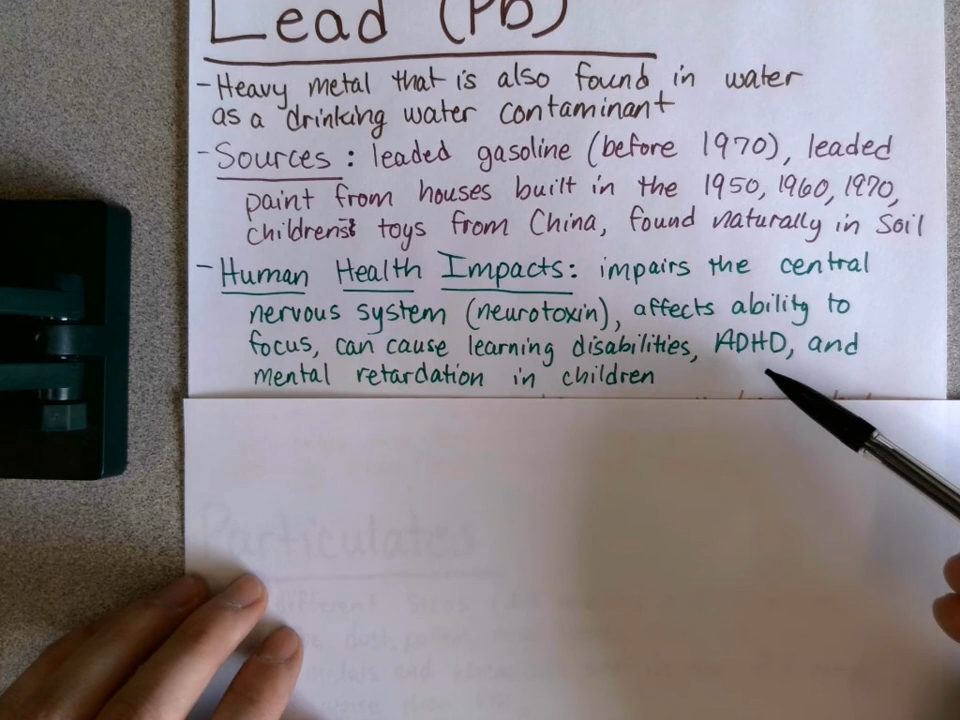 Lead (Pb)
- Heavy metal that is also found in water
as a drinking water contaminant
- Sources: leaded gasoline (before 1970), leaded
paint from houses built in the 1950, 1960, 1970,
children's toys from China, found naturally in Soil
- Human Health Impacts: impairs the central
nervous system (neurotoxin), affects ability to
focus, can cause learning disabilities, ADHD, and
mental retardation in children
Particulates
different sizes